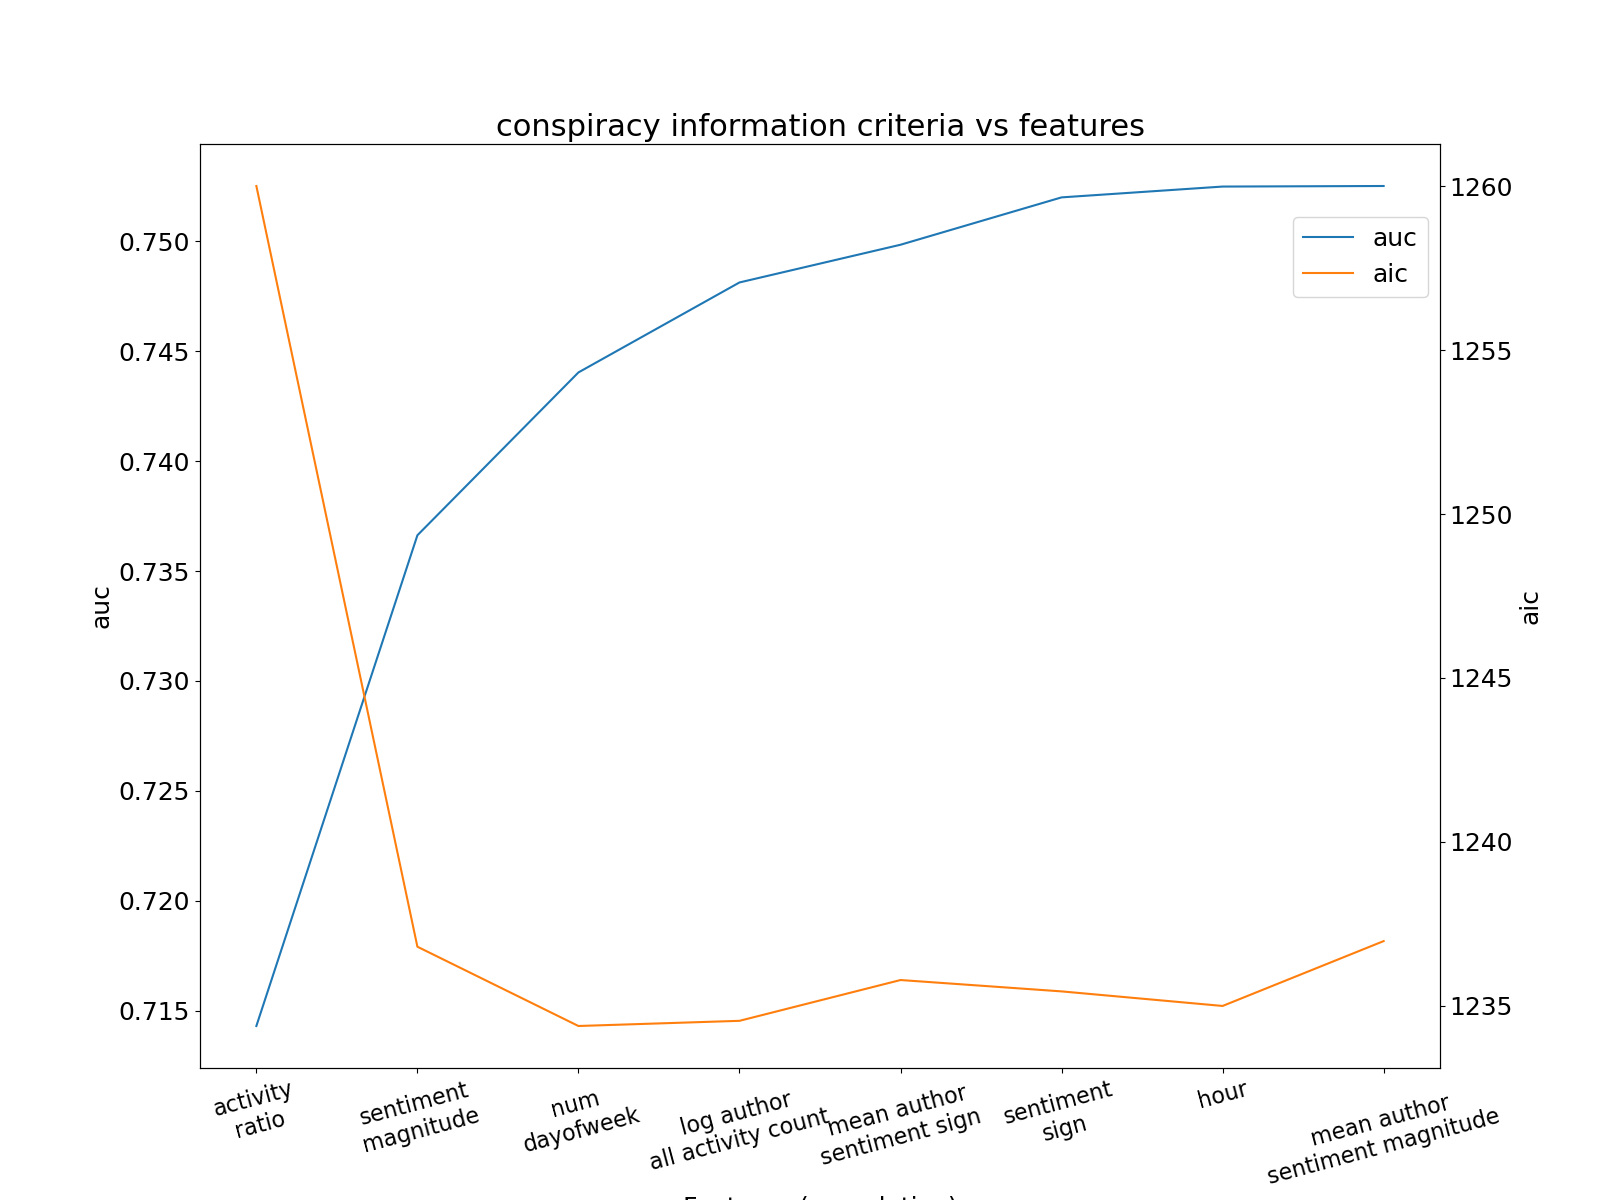 conspiracy information criteria vs features
auc
0.750
0.745
0.740
0.735
0.730
0.725
0.720
0.715
1260
1255
1250
1245
1240
1235
aic
auc
aic
activity
ratio
sentiment
magnitude
num
dayofweek
log author
all activity count
mean author
sentiment sign
sentiment
sign
hour
mean author
sentiment magnitude